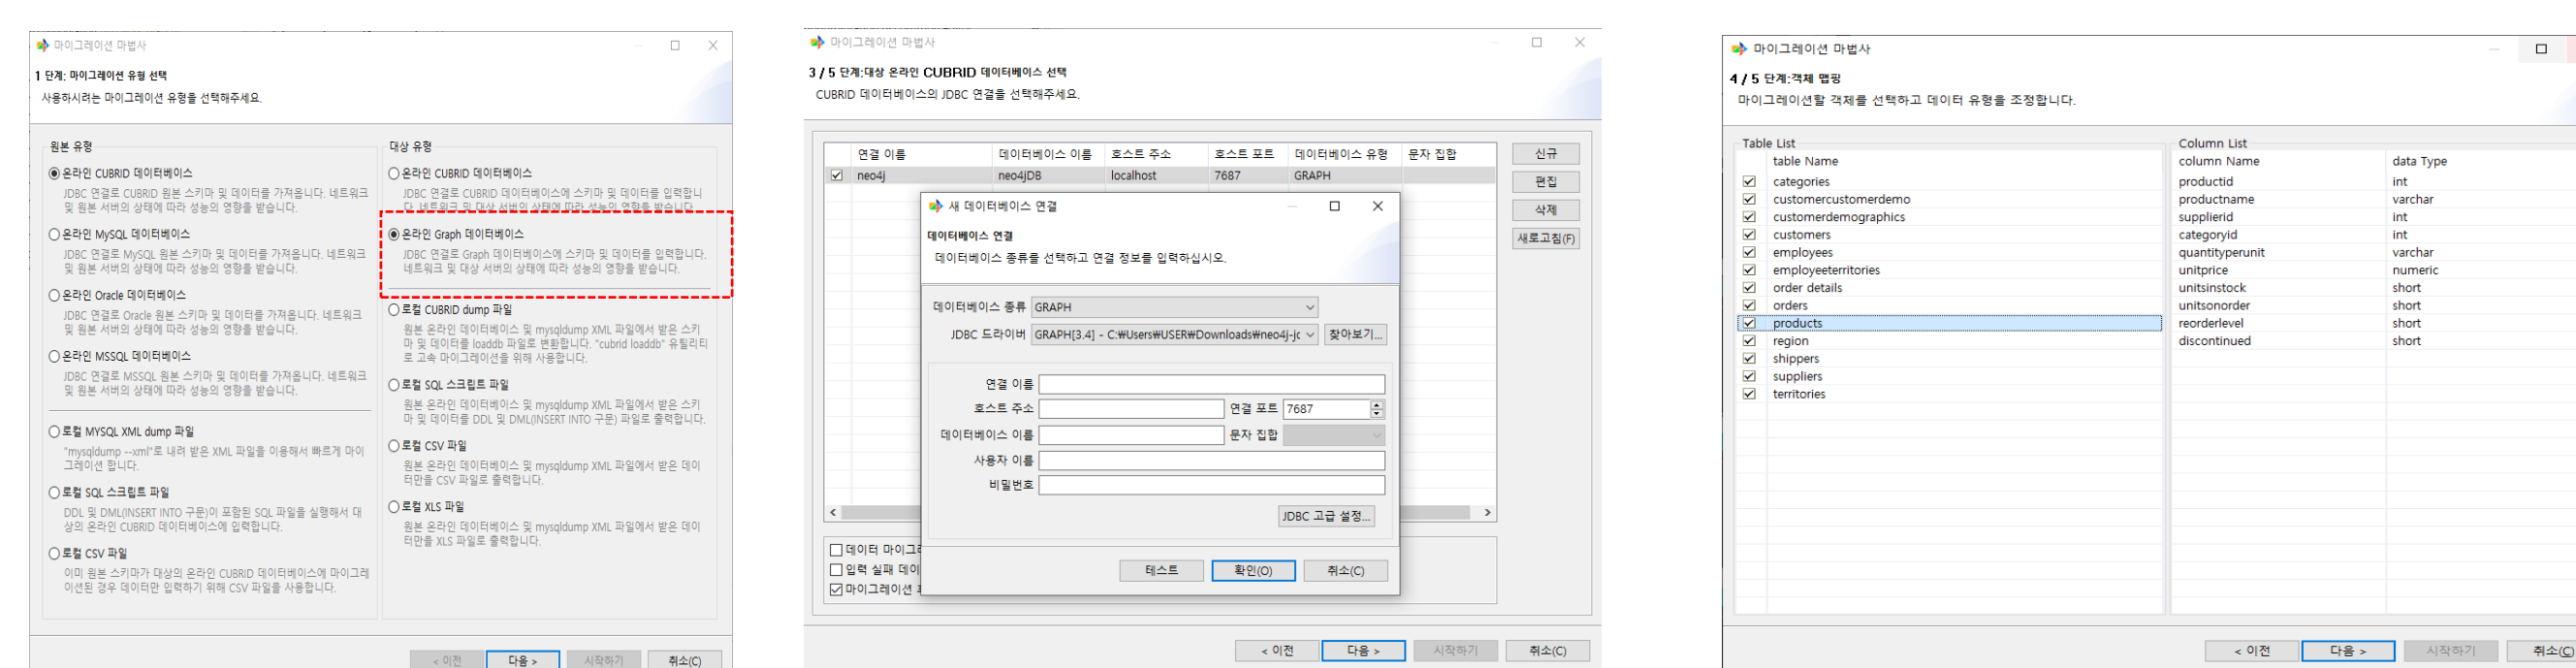 마이그레이션 마법사
1 단계: 마이그레이션 유형 선택
사용하시려는 마이그레이션 유형을 선택해주세요.
원본 유형
온라인 CUBRID 데이터베이스
JDBC 연결로 CUBRID 원본 스키마 및 데이터를 가져옵니다. 네트워크
및 원본 서버의 상태에 따라 성능의 영향을 받습니다.
온라인 MySQL 데이터베이스
JDBC 연결로 MySQL 원본 스키마 및 데이터를 가져옵니다. 네트워크
및 원본 서버의 상태에 따라 성능의 영향을 받습니다.
온라인 Oracle 데이터베이스
JDBC 연결로 Oracle 원본 스키마 및 데이터를 가져옵니다. 네트워크
및 원본 서버의 상태에 따라 성능의 영향을 받습니다.
온라인 MSSQL 데이터베이스
JDBC 연결로 MSSQL 원본 스키마 및 데이터를 가져옵니다. 네트워크
및 원본 서버의 상태에 따라 성능의 영향을 받습니다.
로컬 MYSQL XML dump 파일
"mysqldump --xml"로 내려 받은 XML 파일을 이용해서 빠르게 마이
그레이션 합니다.
로컬 SQL 스크립트 파일
DDL 및 DML(INSERT INTO 구문)이 포함된 SQL 파일을 실행해서 대
상의 온라인 CUBRID 데이터베이스에 입력합니다.
로컬 CSV 파일
이미 원본 스키마가 대상의 온라인 CUBRID 데이터베이스에 마이그레
이션된 경우 데이터만 입력하기 위해 CSV 파일을 사용합니다.
대상 유형
온라인 CUBRID 데이터베이스
JDBC 연결로 CUBRID 데이터베이스에 스키마 및 데이터를 입력합니
다. 네트워크 및 대상 서버의 상태에 따라 성능의 영향을 받습니다.
온라인 Graph 데이터베이스
JDBC 연결로 Graph 데이터베이스에 스키마 및 데이터를 입력합니다.
네트워크 및 대상 서버의 상태에 따라 성능의 영향을 받습니다.
로컬 CUBRID dump 파일
원본 온라인 데이터베이스 및 mysqldump XML 파일에서 받은 스키
마 및 데이터를 loaddb 파일로 변환합니다. "cubrid loaddb" 유틸리티
로 고속 마이그레이션을 위해 사용합니다.
로컬 SQL 스크립트 파일
원본 온라인 데이터베이스 및 mysqldump XML 파일에서 받은 스키
마 및 데이터를 DDL 및 DML(INSERT INTO 구문) 파일로 출력합니다.
로컬 CSV 파일
원본 온라인 데이터베이스 및 mysqldump XML 파일에서 받은 데이
터만을 CSV 파일로 출력합니다.
로컬 XLS 파일
원본 온라인 데이터베이스 및 mysqldump XML 파일에서 받은 데이
터만을 XLS 파일로 출력합니다.
< 이전 다음 > 시작하기 취소(C)
마이그레이션 마법사
3 / 5 단계:대상 온라인 CUBRID 데이터베이스 선택
CUBRID 데이터베이스의 JDBC 연결을 선택해주세요.
연결 이름 데이터베이스 이름 호스트 주소 호스트 포트 데이터베이스 유형 문자 집합
neo4j neo4jDB localhost 7687 GRAPH
신규
편집
삭제
새로고침(F)
새 데이터베이스 연결
데이터베이스 연결
데이터베이스 종류를 선택하고 연결 정보를 입력하십시오.
데이터베이스 종류 GRAPH
JDBC 드라이버 GRAPH[3.4] - C:₩Users₩USER₩Downloads₩neo4j-jc 찾아보기...
연결 이름
호스트 주소 연결 포트 7687
데이터베이스 이름 문자 집합
사용자 이름
비밀번호
JDBC 고급 설정...
테스트 확인(O) 취소(C)
데이터 마이그
입력 실패 데이
마이그레이션
< 이전 다음 > 시작하기 취소(C)
마이그레이션 마법사
4 / 5 단계:객체 맵핑
마이그레이션할 객체를 선택하고 데이터 유형을 조정합니다.
Table List
table Name
categories
customercustomerdemo
customerdemographics
customers
employees
employeeterritories
order details
orders
products
region
shippers
suppliers
territories
Column List
column Name data Type
productid int
productname varchar
supplierid int
categoryid int
quantityperunit varchar
unitprice numeric
unitsinstock short
unitsonorder short
reorderlevel short
discontinued short
< 이전 다음 > 시작하기 취소(C)